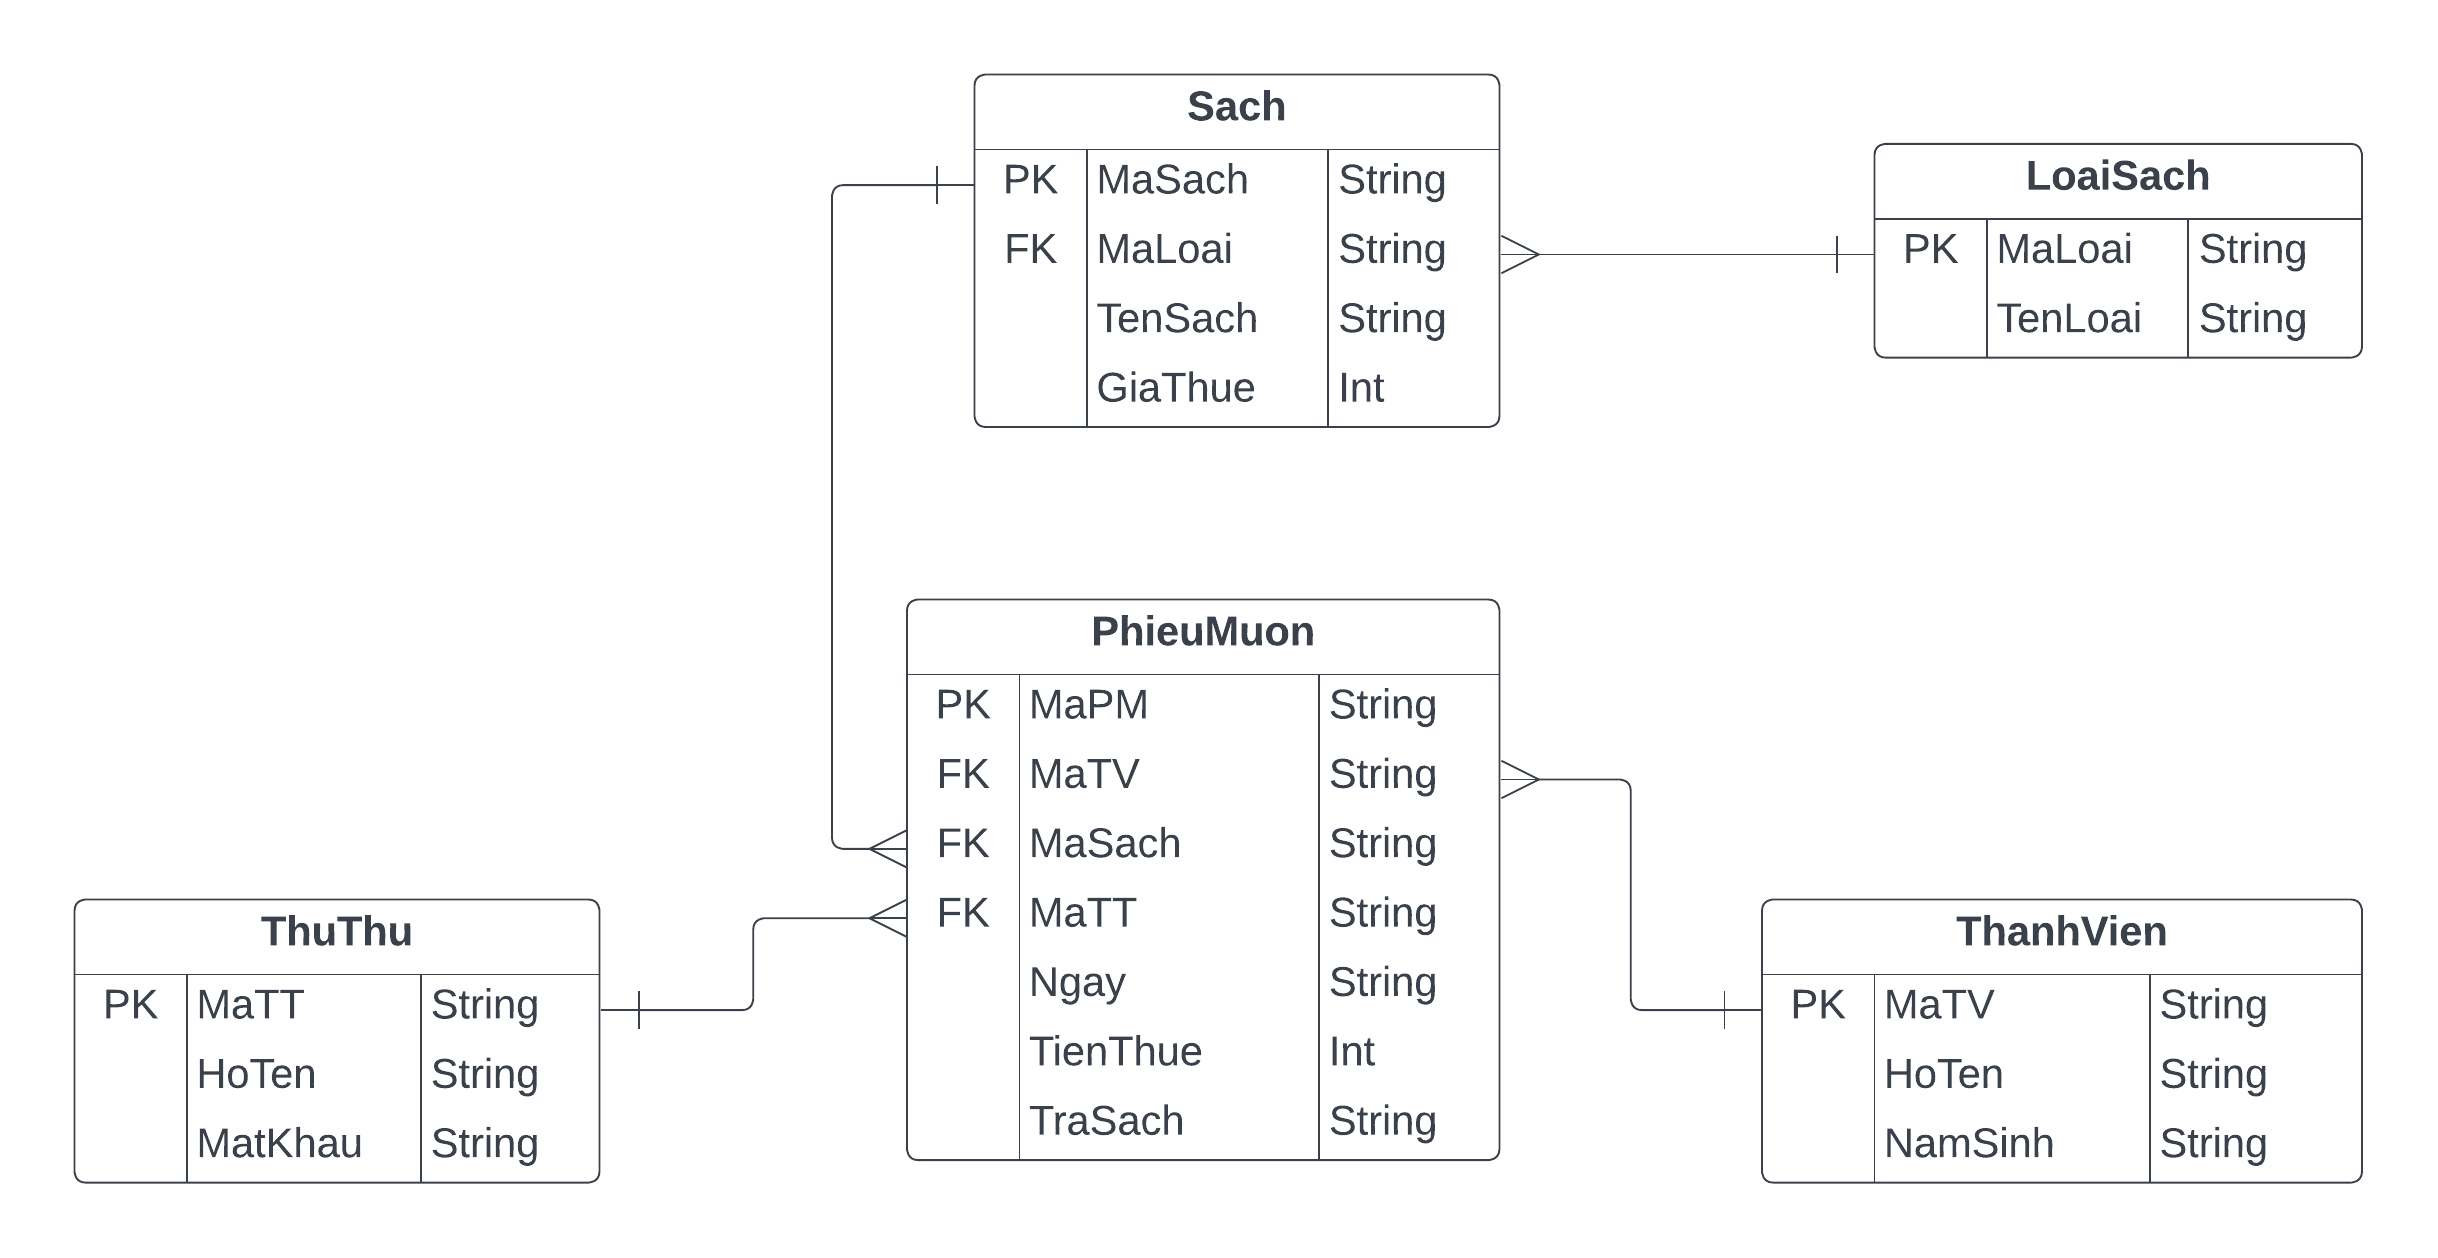 Sach
PK MaSach String
FK MaLoai String
TenSach String
GiaThue Int
LoaiSach
PK MaLoai String
TenLoai String
PhieuMuon
PK MaPM String
FK MaTV String
FK MaSach String
FK MaTT String
Ngay String
TienThue Int
TraSach String
ThuThu
PK MaTT String
HoTen String
MatKhau String
ThanhVien
PK MaTV String
HoTen String
NamSinh String